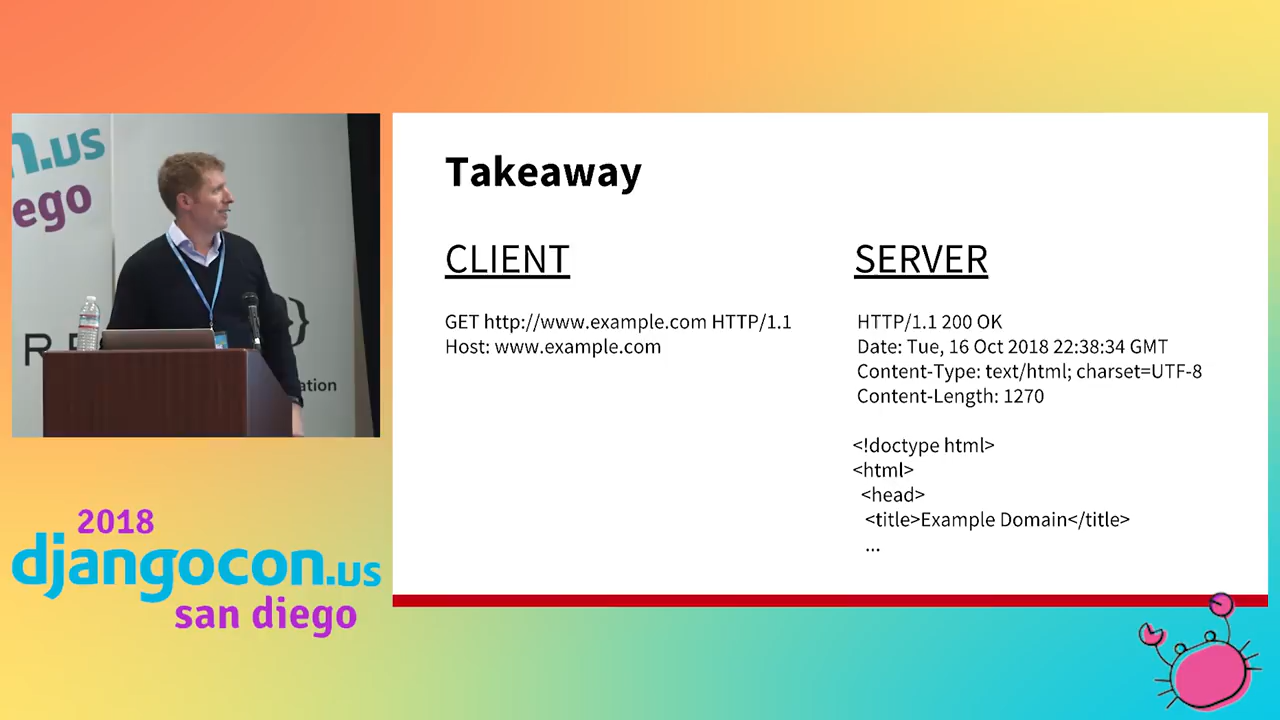 n.us
ego
R
ation
2018
djangocon.us
san diego
Takeaway
CLIENT
GET http://www.example.com HTTP/1.1
Host: www.example.com
SERVER
HTTP/1.1 200 OK
Date: Tue, 16 Oct 2018 22:38:34 GMT
Content-Type: text/html; charset=UTF-8
Content-Length: 1270
<!doctype html>
<html>
<head>
<title>Example Domain</title>
...